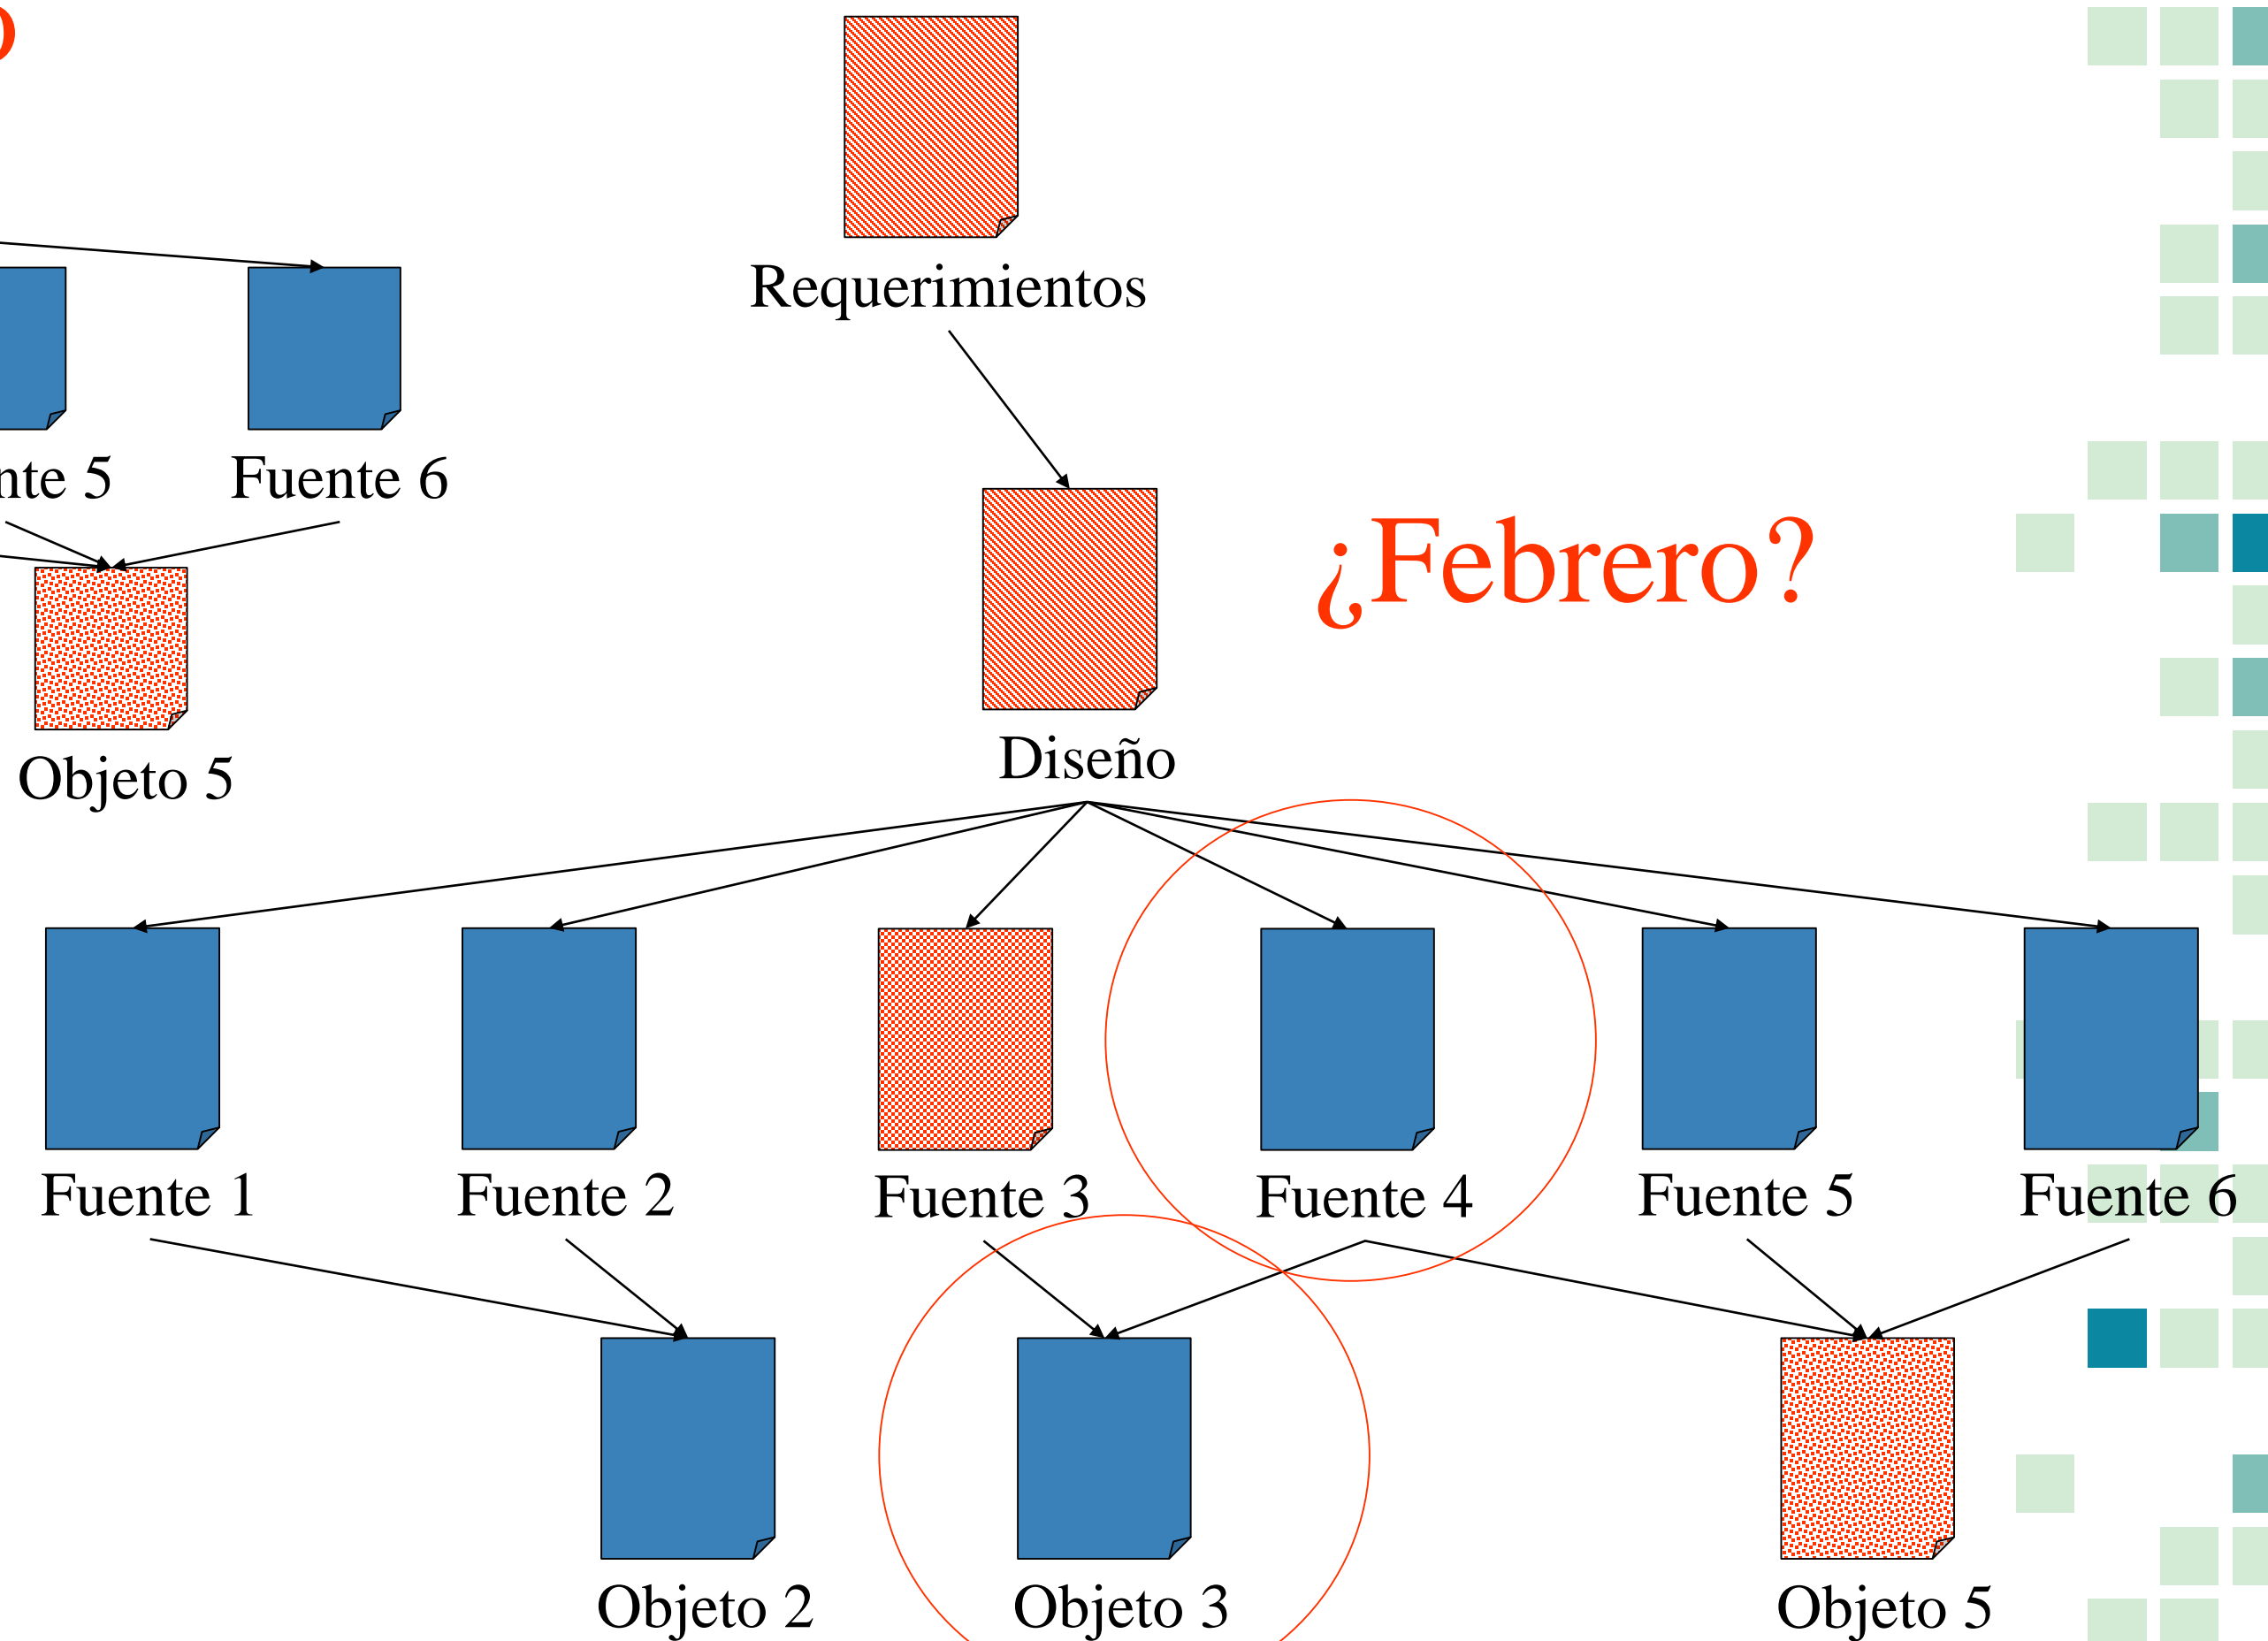 Requerimientos
nte 5
Fuente 6
¿Febrero?
Objeto 5
Diseño
Fuente 1
Fuente 2
Fuente 3
Fuente 4
Fuente 5
Fuente 6
Objeto 2
Objeto 3
Objeto 5